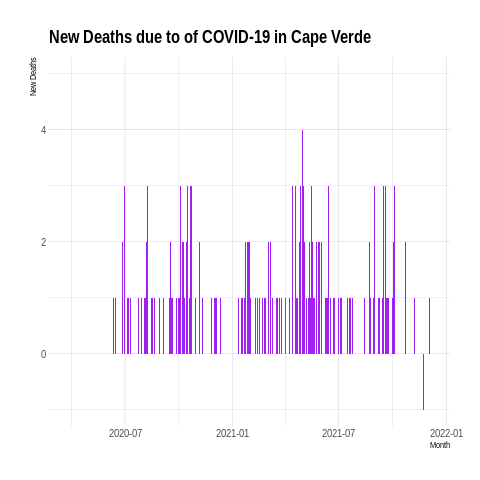 New Deaths due to of COVID-19 in Cape Verde
New Deaths
4
2
0
2020-07
2021-01
2021-07
2022-01
Month